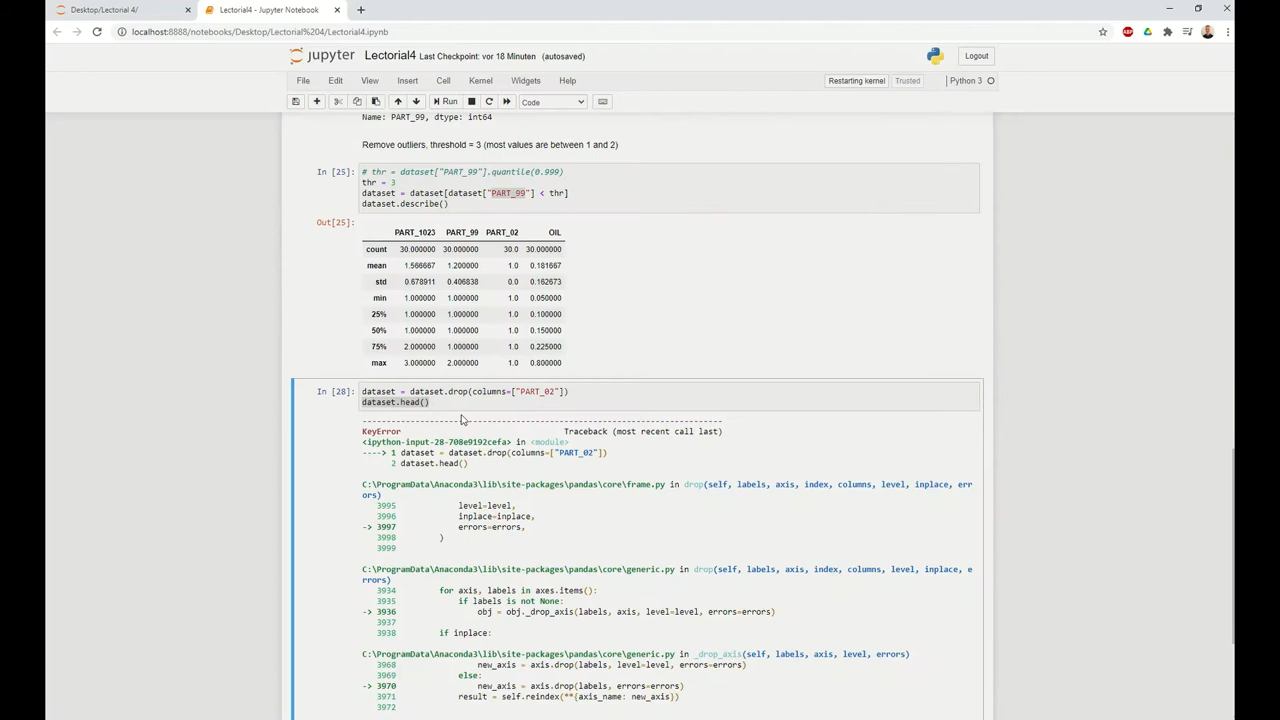 Desktop/Lectorial 4/
Lectorial4 - Jupyter Notebook
localhost:8888/notebooks/Desktop/Lectorial%204/Lectorial4.ipynb
ABP
jupyter Lectorial4 Last Checkpoint: vor 18 Minuten (autosaved)
Logout
File Edit View Insert Cell Kernel Widgets Help
Restarting kernel Trusted Python 3
Run Code
Name: PART_99, dtype: int64
Remove outliers, threshold = 3 (most values are between 1 and 2)
In [25]: # thr = dataset["PART_99"].quantile(0.999)
thr = 3
dataset = dataset[dataset["PART_99"] < thr]
dataset.describe()
Out[25]:
PART_1023 PART_99 PART_02 OIL
count 30.000000 30.000000 30.0 30.000000
mean 1.566667 1.200000 1.0 0.181667
std 0.678911 0.406838 0.0 0.162673
min 1.000000 1.000000 1.0 0.050000
25% 1.000000 1.000000 1.0 0.100000
50% 1.000000 1.000000 1.0 0.150000
75% 2.000000 1.000000 1.0 0.225000
max 3.000000 2.000000 1.0 0.800000
In [28]: dataset = dataset.drop(columns=["PART_02"])
dataset.head()
---------------------------------------------------------------------------
KeyError Traceback (most recent call last)
<ipython-input-28-708e9192cefa> in <module>
----> 1 dataset = dataset.drop(columns=["PART_02"])
2 dataset.head()
C:\ProgramData\Anaconda3\lib\site-packages\pandas\core\frame.py in drop(self, labels, axis, index, columns, level, inplace, err
ors)
3995 level=level,
3996 inplace=inplace,
-> 3997 errors=errors,
3998 )
3999
C:\ProgramData\Anaconda3\lib\site-packages\pandas\core\generic.py in drop(self, labels, axis, index, columns, level, inplace, e
rrors)
3934 for axis, labels in axes.items():
3935 if labels is not None:
-> 3936 obj = obj._drop_axis(labels, axis, level=level, errors=errors)
3937
3938 if inplace:
C:\ProgramData\Anaconda3\lib\site-packages\pandas\core\generic.py in _drop_axis(self, labels, axis, level, errors)
3968 new_axis = axis.drop(labels, level=level, errors=errors)
3969 else:
-> 3970 new_axis = axis.drop(labels, errors=errors)
3971 result = self.reindex(**{axis_name: new_axis})
3972